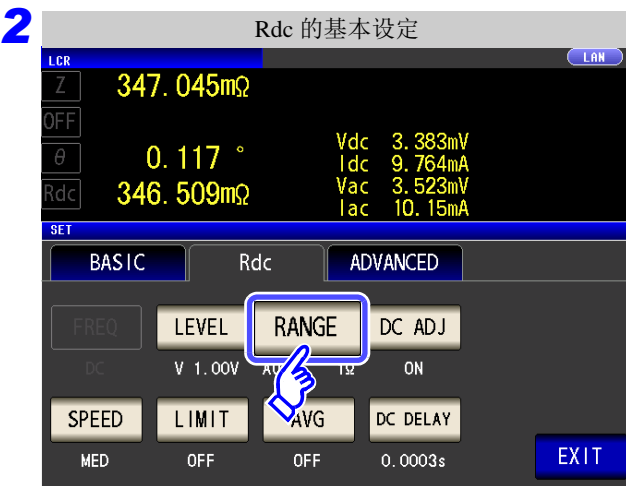 2
Rdc 的基本设定
LCR
LAN
Z 347.045mΩ
OFF
θ 0.117 °
Rdc 346.509mΩ
Vdc 3.383mV
Idc 9.764mA
Vac 3.523mV
Iac 10.15mA
SET
BASIC Rdc ADVANCED
FREQ LEVEL RANGE DC ADJ
DC V 1.00V 1Ω ON
SPEED LIMIT AVG DC DELAY
MED OFF OFF 0.0003s
EXIT